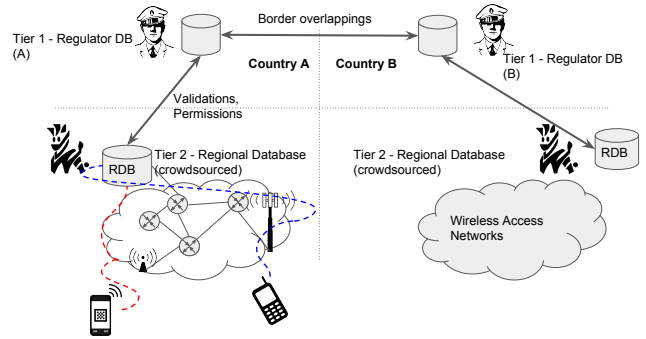 Border overlappings
Tier 1 - Regulator DB
(A)
Country A
Country B
Tier 1 - Regulator DB
(B)
Validations,
Permissions
RDB
Tier 2 - Regional Database
(crowdsourced)
Tier 2 - Regional Database
(crowdsourced)
RDB
Wireless Access
Networks